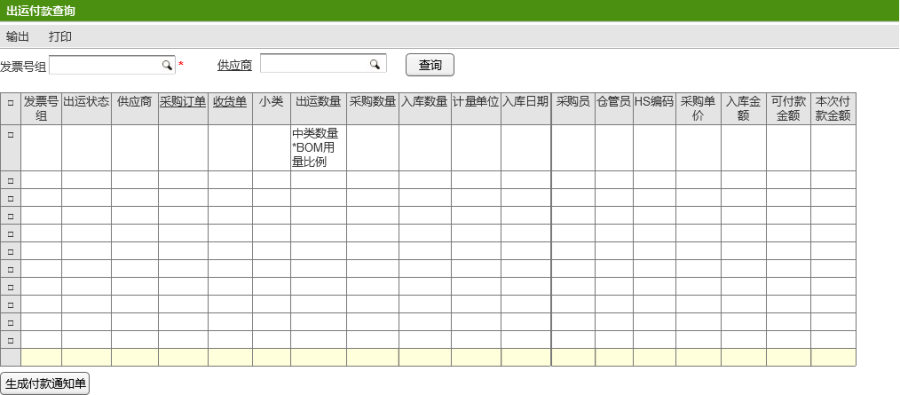 出运付款查询
输出 打印
发票号组 * 供应商 查询
发票号组 出运状态 供应商 采购订单 收货单 小类 出运数量 采购数量 入库数量 计量单位 入库日期 采购员 仓管员 HS编码 采购单价 入库金额 可付款金额 本次付款金额
中类数量
*BOM用
量比例
生成付款通知单